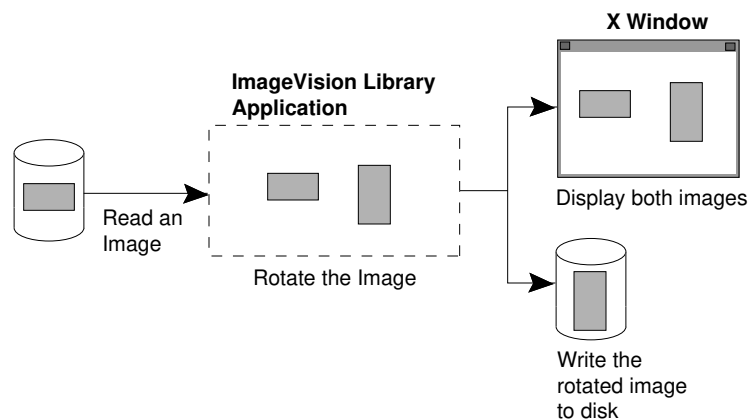 X Window
ImageVision Library
Application
Read an
Image
Rotate the Image
Display both images
Write the
rotated image
to disk